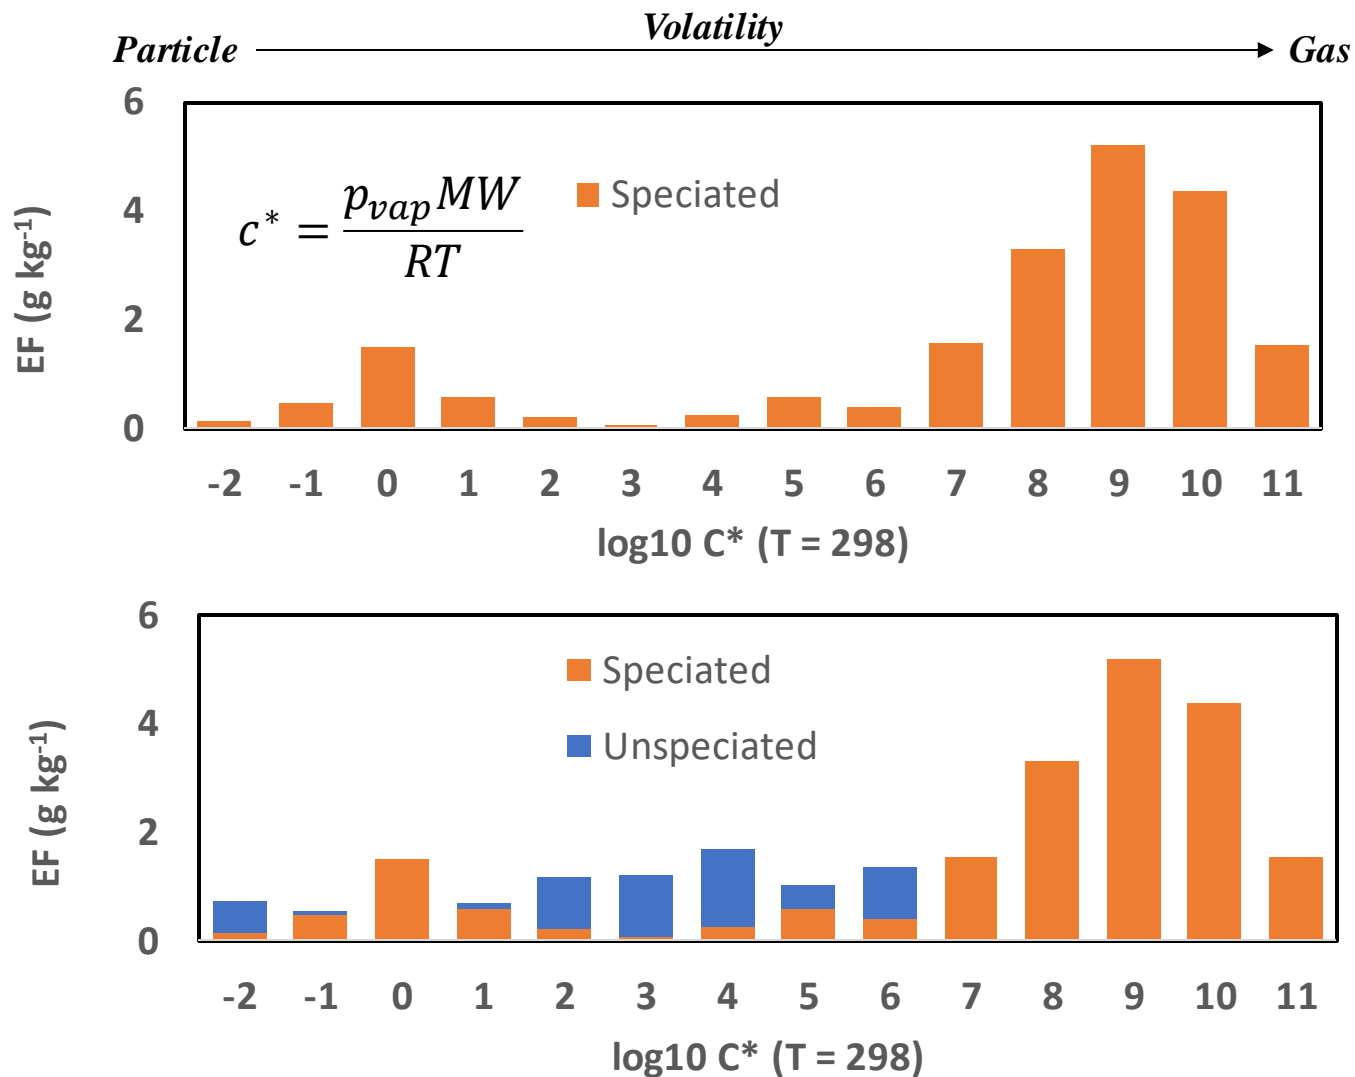 Volatility
Particle Gas
6
4
2
0
EF (g kg-1)
c* = p_vap MW / RT
Speciated
-2 -1 0 1 2 3 4 5 6 7 8 9 10 11
log10 C* (T = 298)
6
4
2
0
EF (g kg-1)
Speciated
Unspeciated
-2 -1 0 1 2 3 4 5 6 7 8 9 10 11
log10 C* (T = 298)